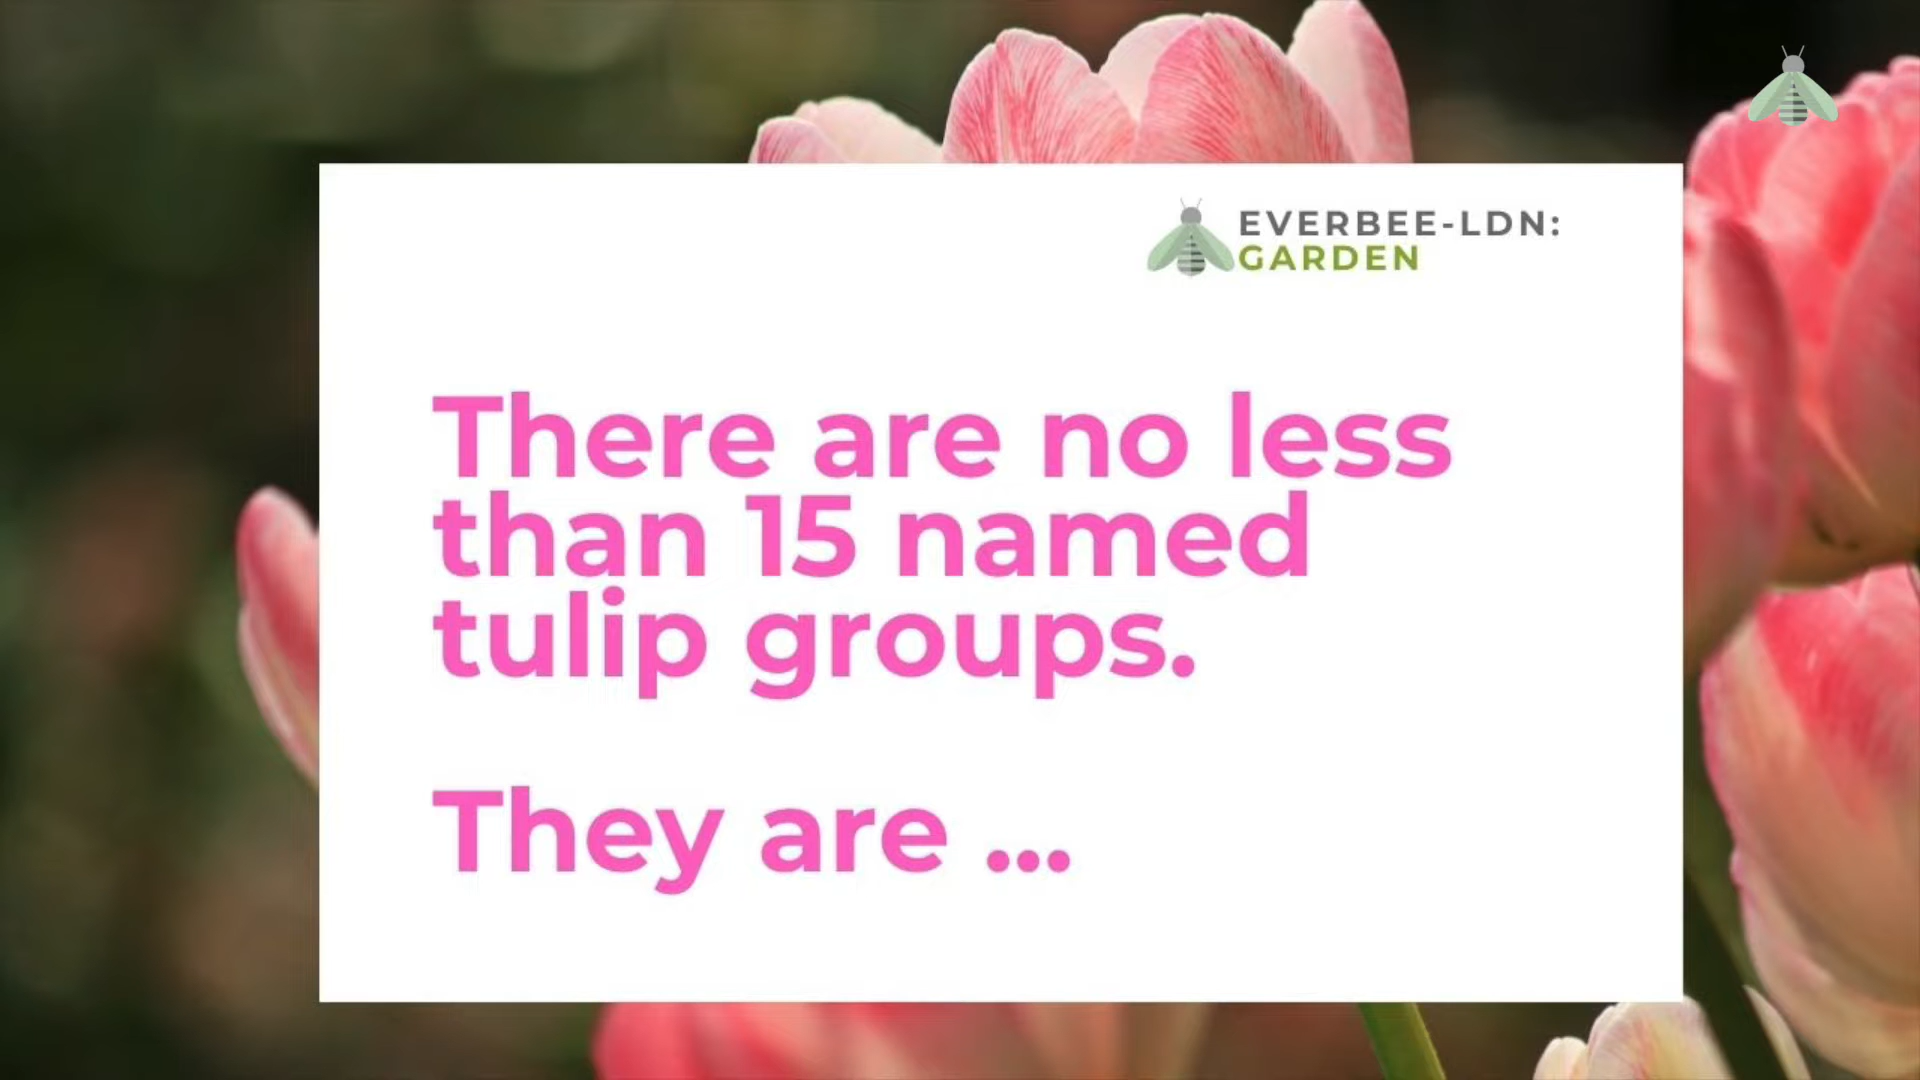 EVERBEE-LDN:
GARDEN
There are no less
than 15 named
tulip groups.
They are ...